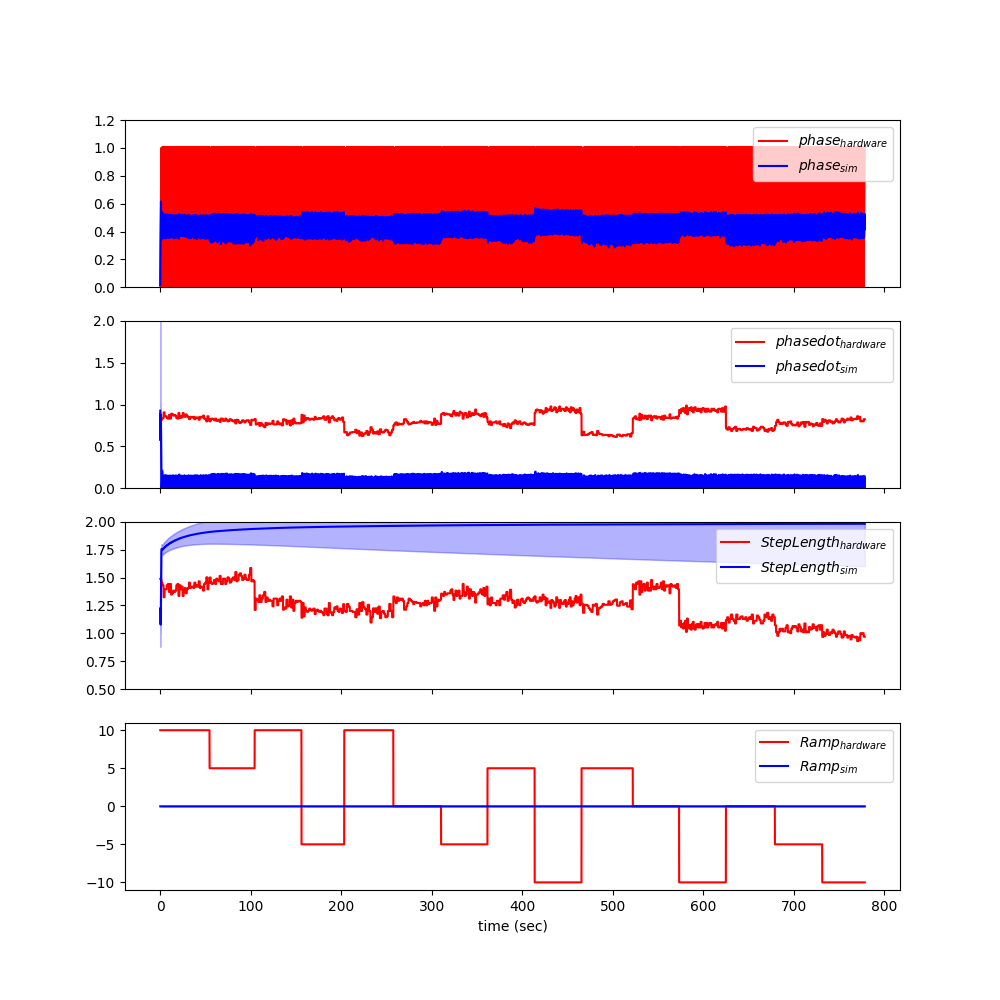 1.2
1.0
0.8
0.6
0.4
0.2
0.0
phase_hardware
phase_sim
2.0
1.5
1.0
0.5
0.0
phasedot_hardware
phasedot_sim
2.00
1.75
1.50
1.25
1.00
0.75
0.50
StepLength_hardware
StepLength_sim
10
5
0
−5
−10
Ramp_hardware
Ramp_sim
0 100 200 300 400 500 600 700 800
time (sec)